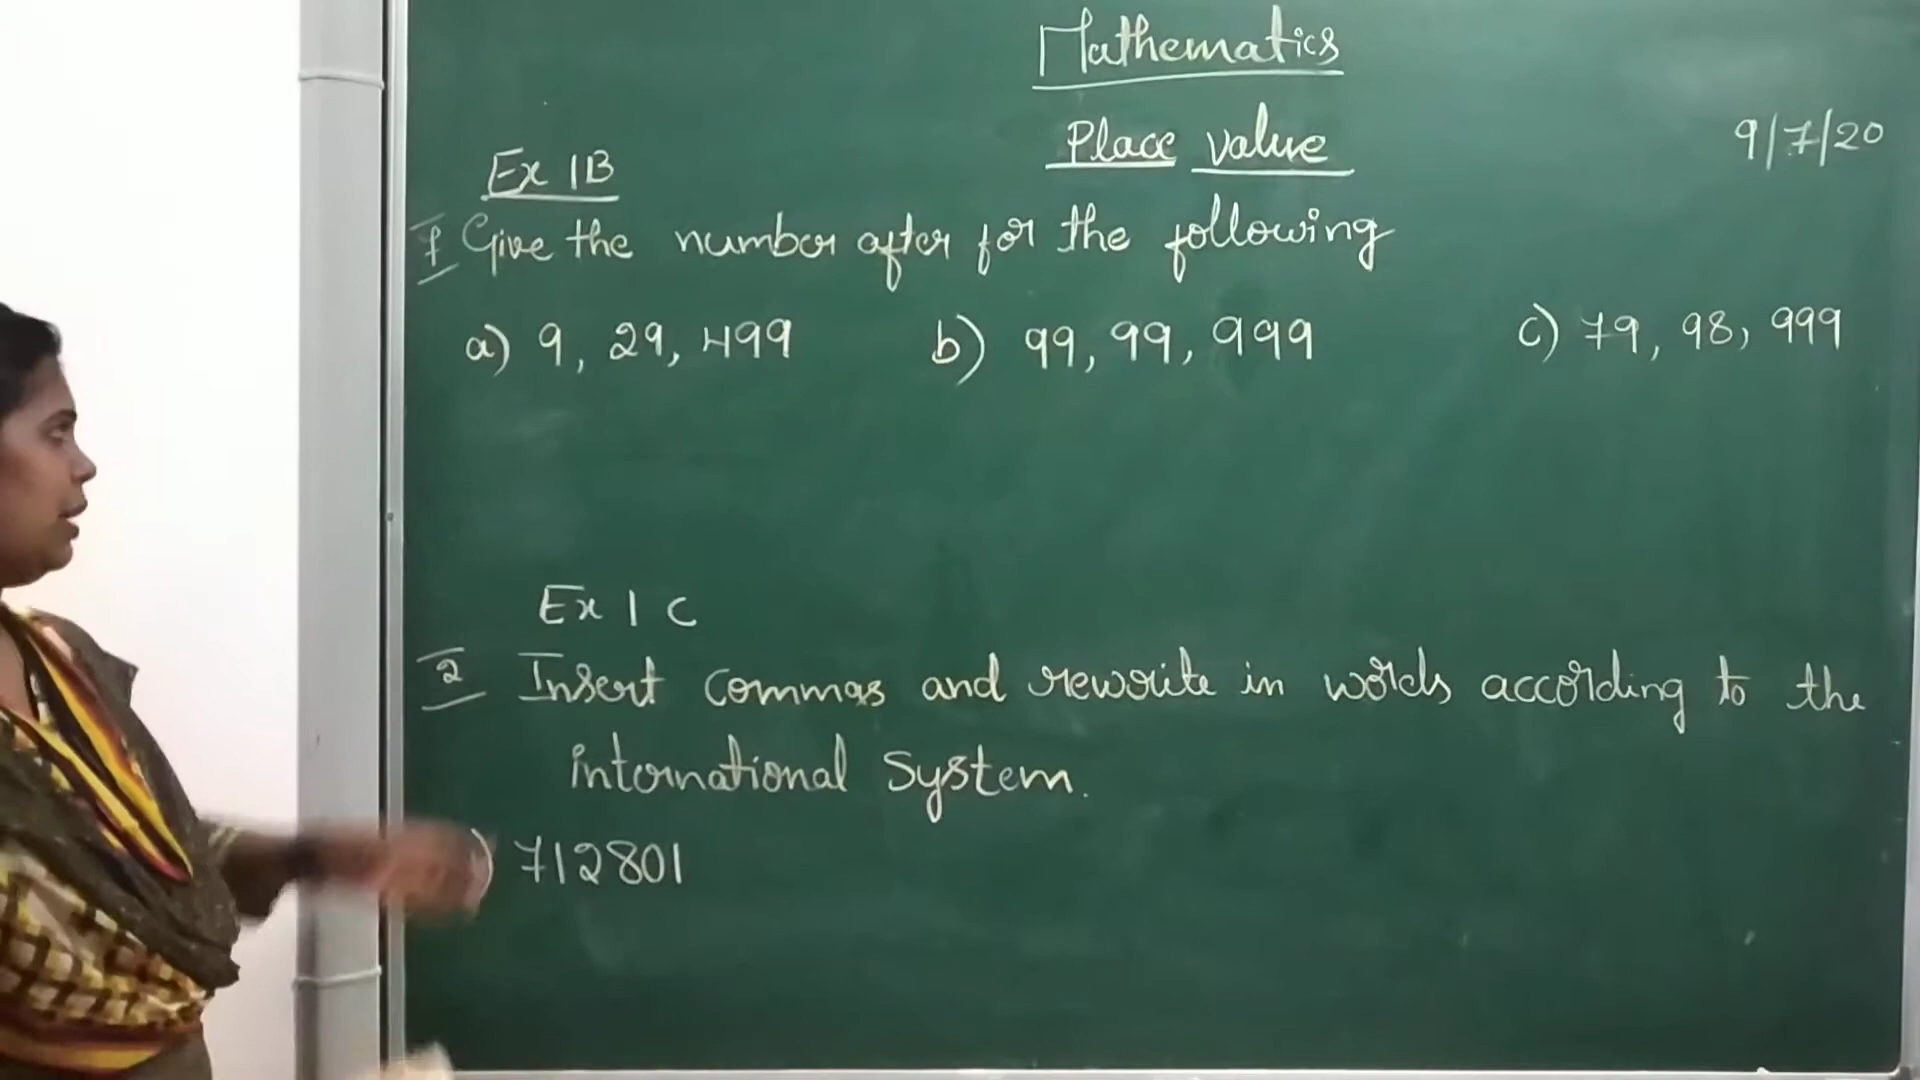 Mathematics
Place value
9/7/20
Ex 1B
1 Give the number after for the following
a) 9, 29, 499 b) 99, 99, 999 c) 79, 98, 999
Ex 1 C
2 Insert commas and rewrite in words according to the
international System.
) 712801